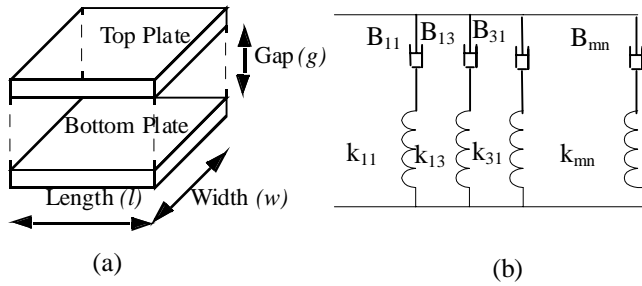 Top Plate
Gap (g)
Bottom Plate
Length (l)
Width (w)
(a)
B11 B13 B31 Bmn
k11 k13 k31 kmn
(b)